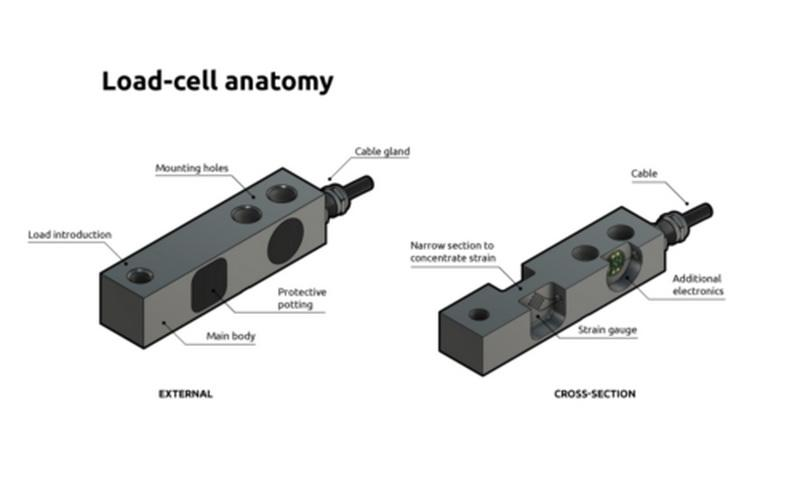 Load-cell anatomy
Cable gland
Mounting holes
Load introduction
Protective
potting
Main body
EXTERNAL
Cable
Narrow section to
concentrate strain
Additional
electronics
Strain gauge
CROSS-SECTION